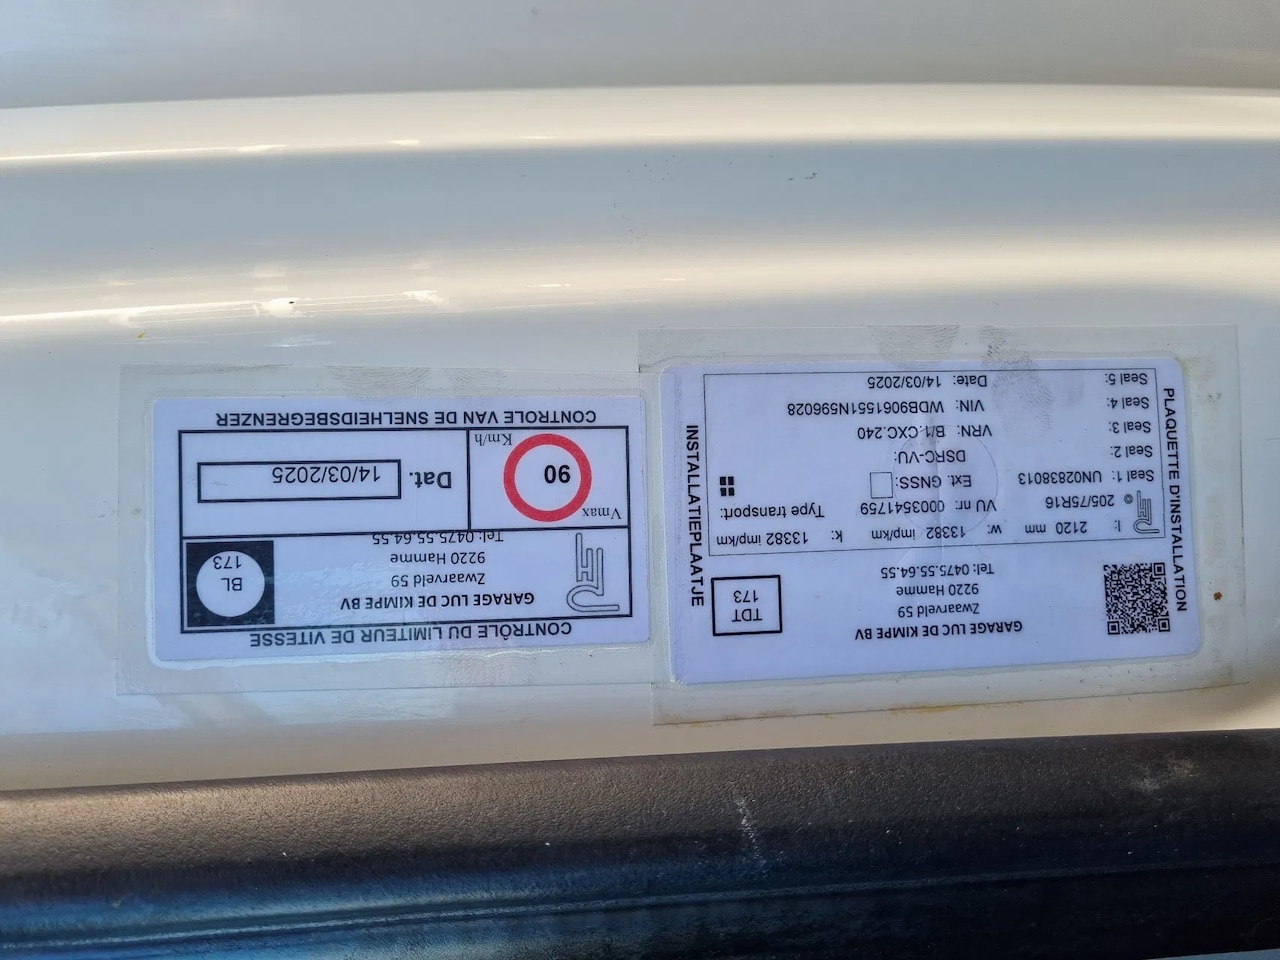 PLAQUETTE D'INSTALLATION
GARAGE LUC DE KIMPE BV
Zwaarveld 59
9220 Hamme
Tel: 0475.55.64.55
TDT
173
l: 2120 mm w: 13382 imp/km k: 13382 imp/km
205/75R16 VU nr: 0003541759 Type transport:
Seal 1: UN02838013 Ext. GNSS:
Seal 2: DSRC-VU:
Seal 3: VRN: B/1.CXC.240
Seal 4: VIN: WDB9061551N596028
Seal 5: Date: 14/03/2025
INSTALLATIEPLAATJE
CONTRÔLE DU LIMITEUR DE VITESSE
GARAGE LUC DE KIMPE BV
Zwaarveld 59
9220 Hamme
Tel: 0475.55.64.55
BL
173
Vmax
90
Km/h
Dat. 14/03/2025
CONTROLE VAN DE SNELHEIDSBEGRENZER